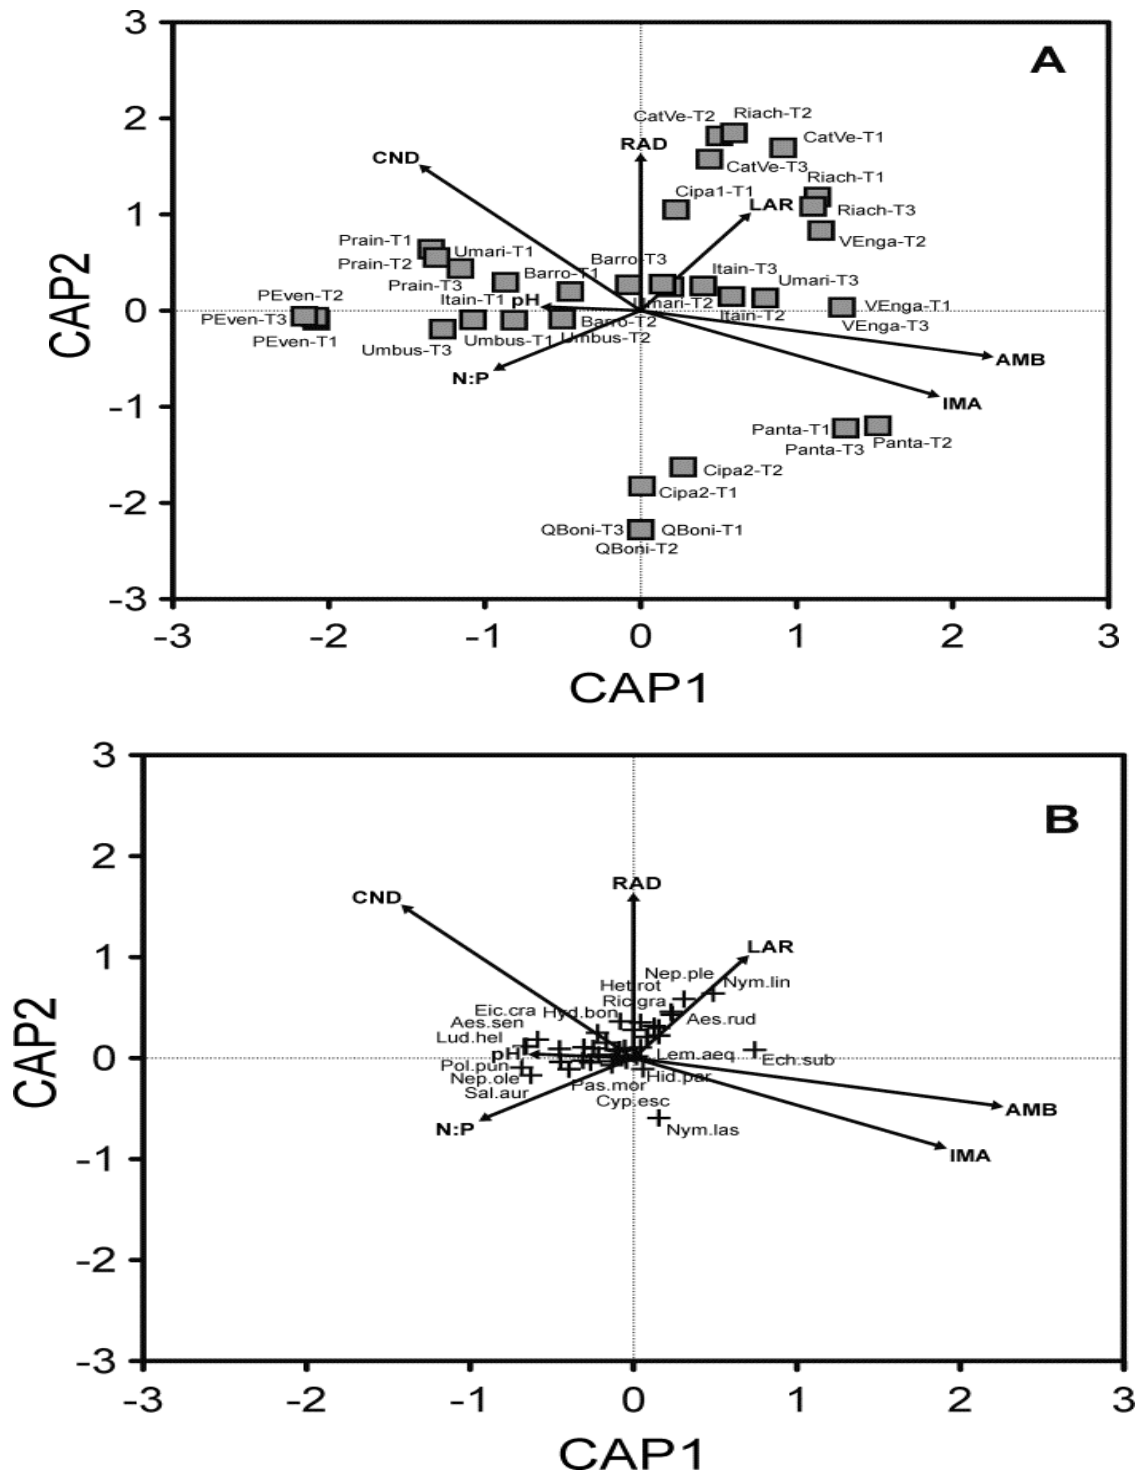 3
A
CatVe-T2
Riach-T2
2
RAD
CatVe-T1
CND
CatVe-T3
Riach-T1
Cipa1-T1
LAR
1
Riach-T3
Prain-T1
Umari-T1
VEnga-T2
Prain-T2
Barro-T3
Itain-T3
Prain-T3
Barro-T1
Umari-T3
PEven-T2
Itain-T1
pH
Umari-T2
VEnga-T1
0
PEven-T3
Itain-T2
VEnga-T3
PEven-T1
Umbus-T3
Umbus-T1
Barro-T2
Umbus-T2
N:P
AMB
IMA
-1
Panta-T1
Panta-T2
Panta-T3
Cipa2-T2
-2
Cipa2-T1
QBoni-T3
QBoni-T1
QBoni-T2
-3
CAP2
-3 -2 -1 0 1 2 3
CAP1
3
B
2
CND
RAD
LAR
1
Nep.ple
Het.rot
Nym.lin
Eic.cra
Hyd.bon
Ric.gra
Aes.sen
Aes.rud
Lud.hel
0
pH
Lem.aeq
Ech.sub
Pol.pun
Nep.ole
Pas.mor
Hid.par
Sal.aur
Cyp.esc
N:P
Nym.las
AMB
-1
IMA
-2
-3
CAP2
-3 -2 -1 0 1 2 3
CAP1